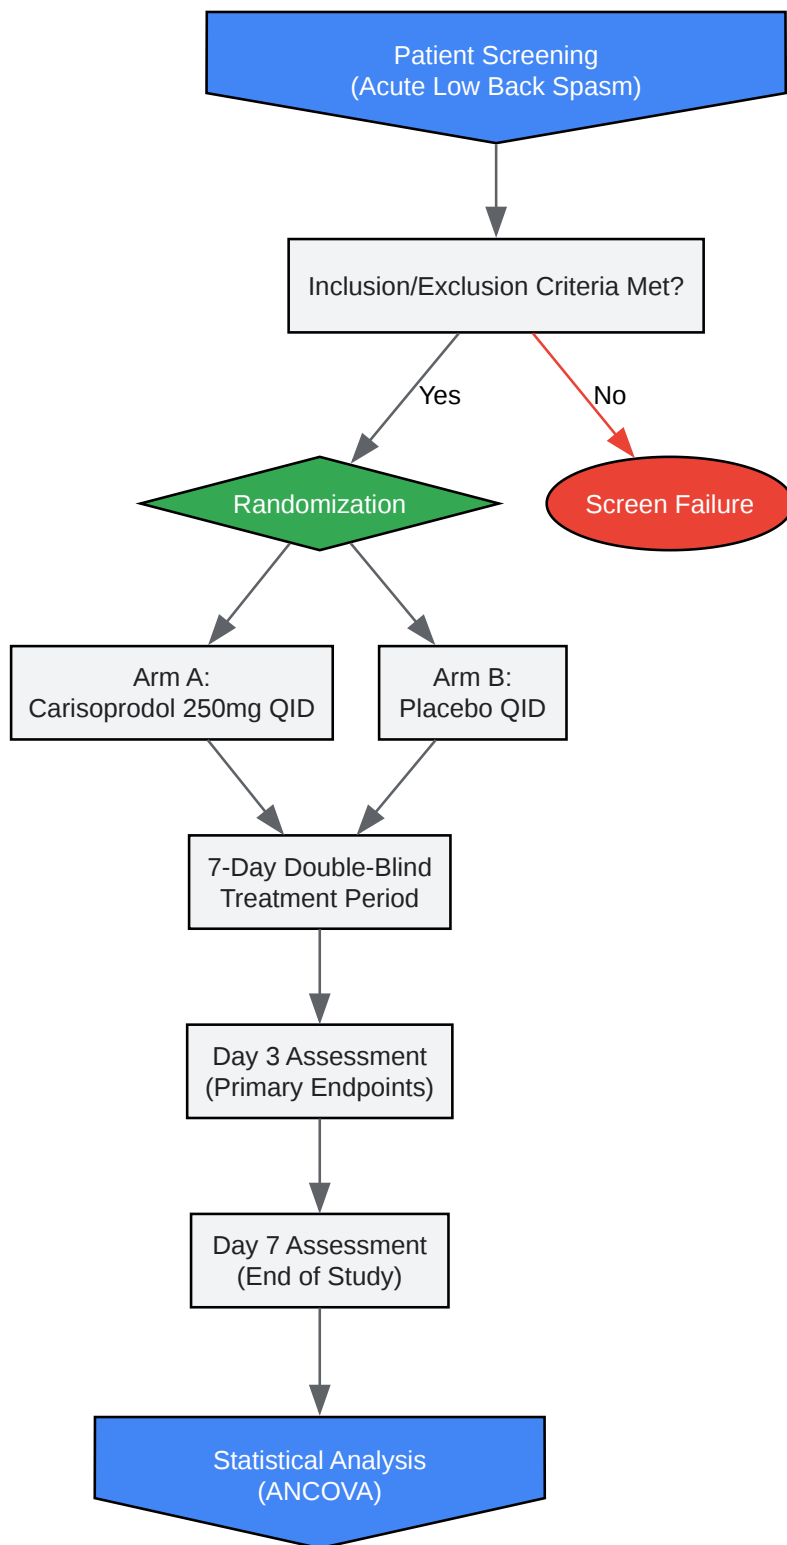 Patient Screening
(Acute Low Back Spasm)
Inclusion/Exclusion Criteria Met?
Yes
No
Randomization
Screen Failure
Arm A:
Carisoprodol 250mg QID
Arm B:
Placebo QID
7-Day Double-Blind
Treatment Period
Day 3 Assessment
(Primary Endpoints)
Day 7 Assessment
(End of Study)
Statistical Analysis
(ANCOVA)